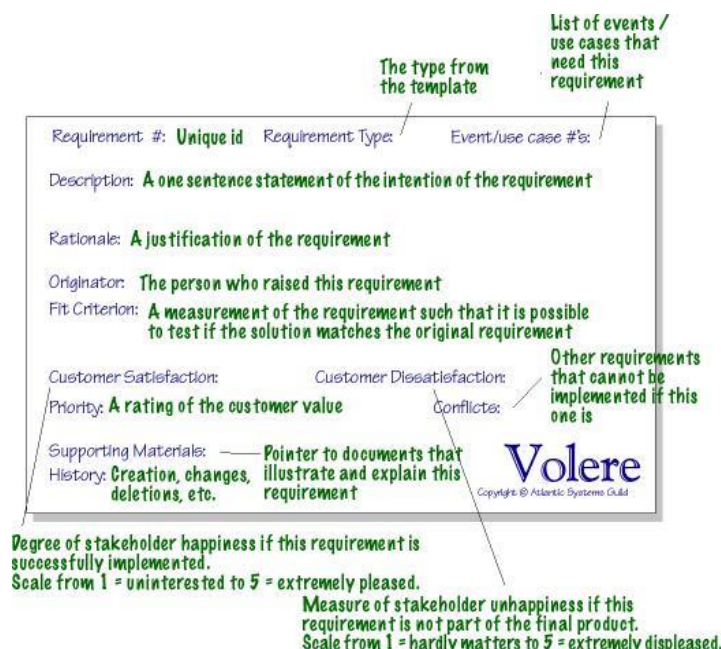 List of events /
use cases that
need this
requirement
The type from
the template
Requirement #: Unique id Requirement Type: Event/use case #'s:
Description: A one sentence statement of the intention of the requirement
Rationale: A justification of the requirement
Originator: The person who raised this requirement
Fit Criterion: A measurement of the requirement such that it is possible
to test if the solution matches the original requirement
Other requirements
that cannot be
implemented if this
one is
Customer Satisfaction: Customer Dissatisfaction:
Priority: A rating of the customer value Conflicts:
Supporting Materials: Pointer to documents that
illustrate and explain this
requirement
History: Creation, changes,
deletions, etc.
Volere
Copyright © Atlantic Systems Guild
Degree of stakeholder happiness if this requirement is
successfully implemented.
Scale from 1 = uninterested to 5 = extremely pleased.
Measure of stakeholder unhappiness if this
requirement is not part of the final product.
Scale from 1 = hardly matters to 5 = extremely displeased.